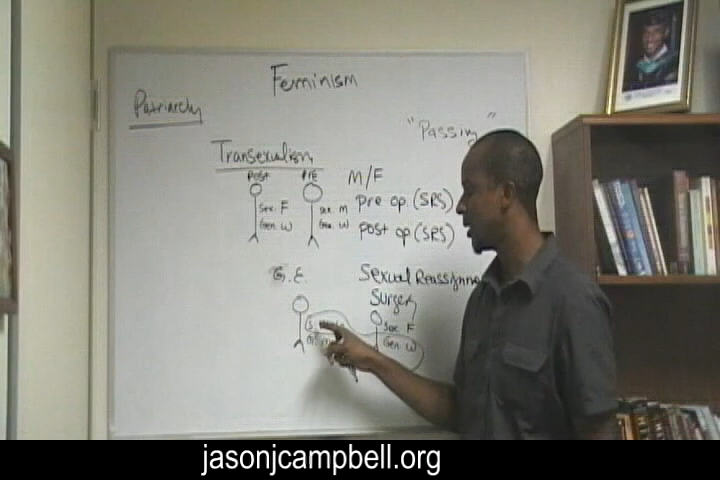 Feminism
Patriarchy
"Passing"
Transexualism
Post Pre M/F
Sex. F Sex. M pre op (SRS)
Gen. W Gen. W post op (SRS)
G.E. Sexual Reassignme
Surgery
Sex F
Gen. W
jasonjcampbell.org